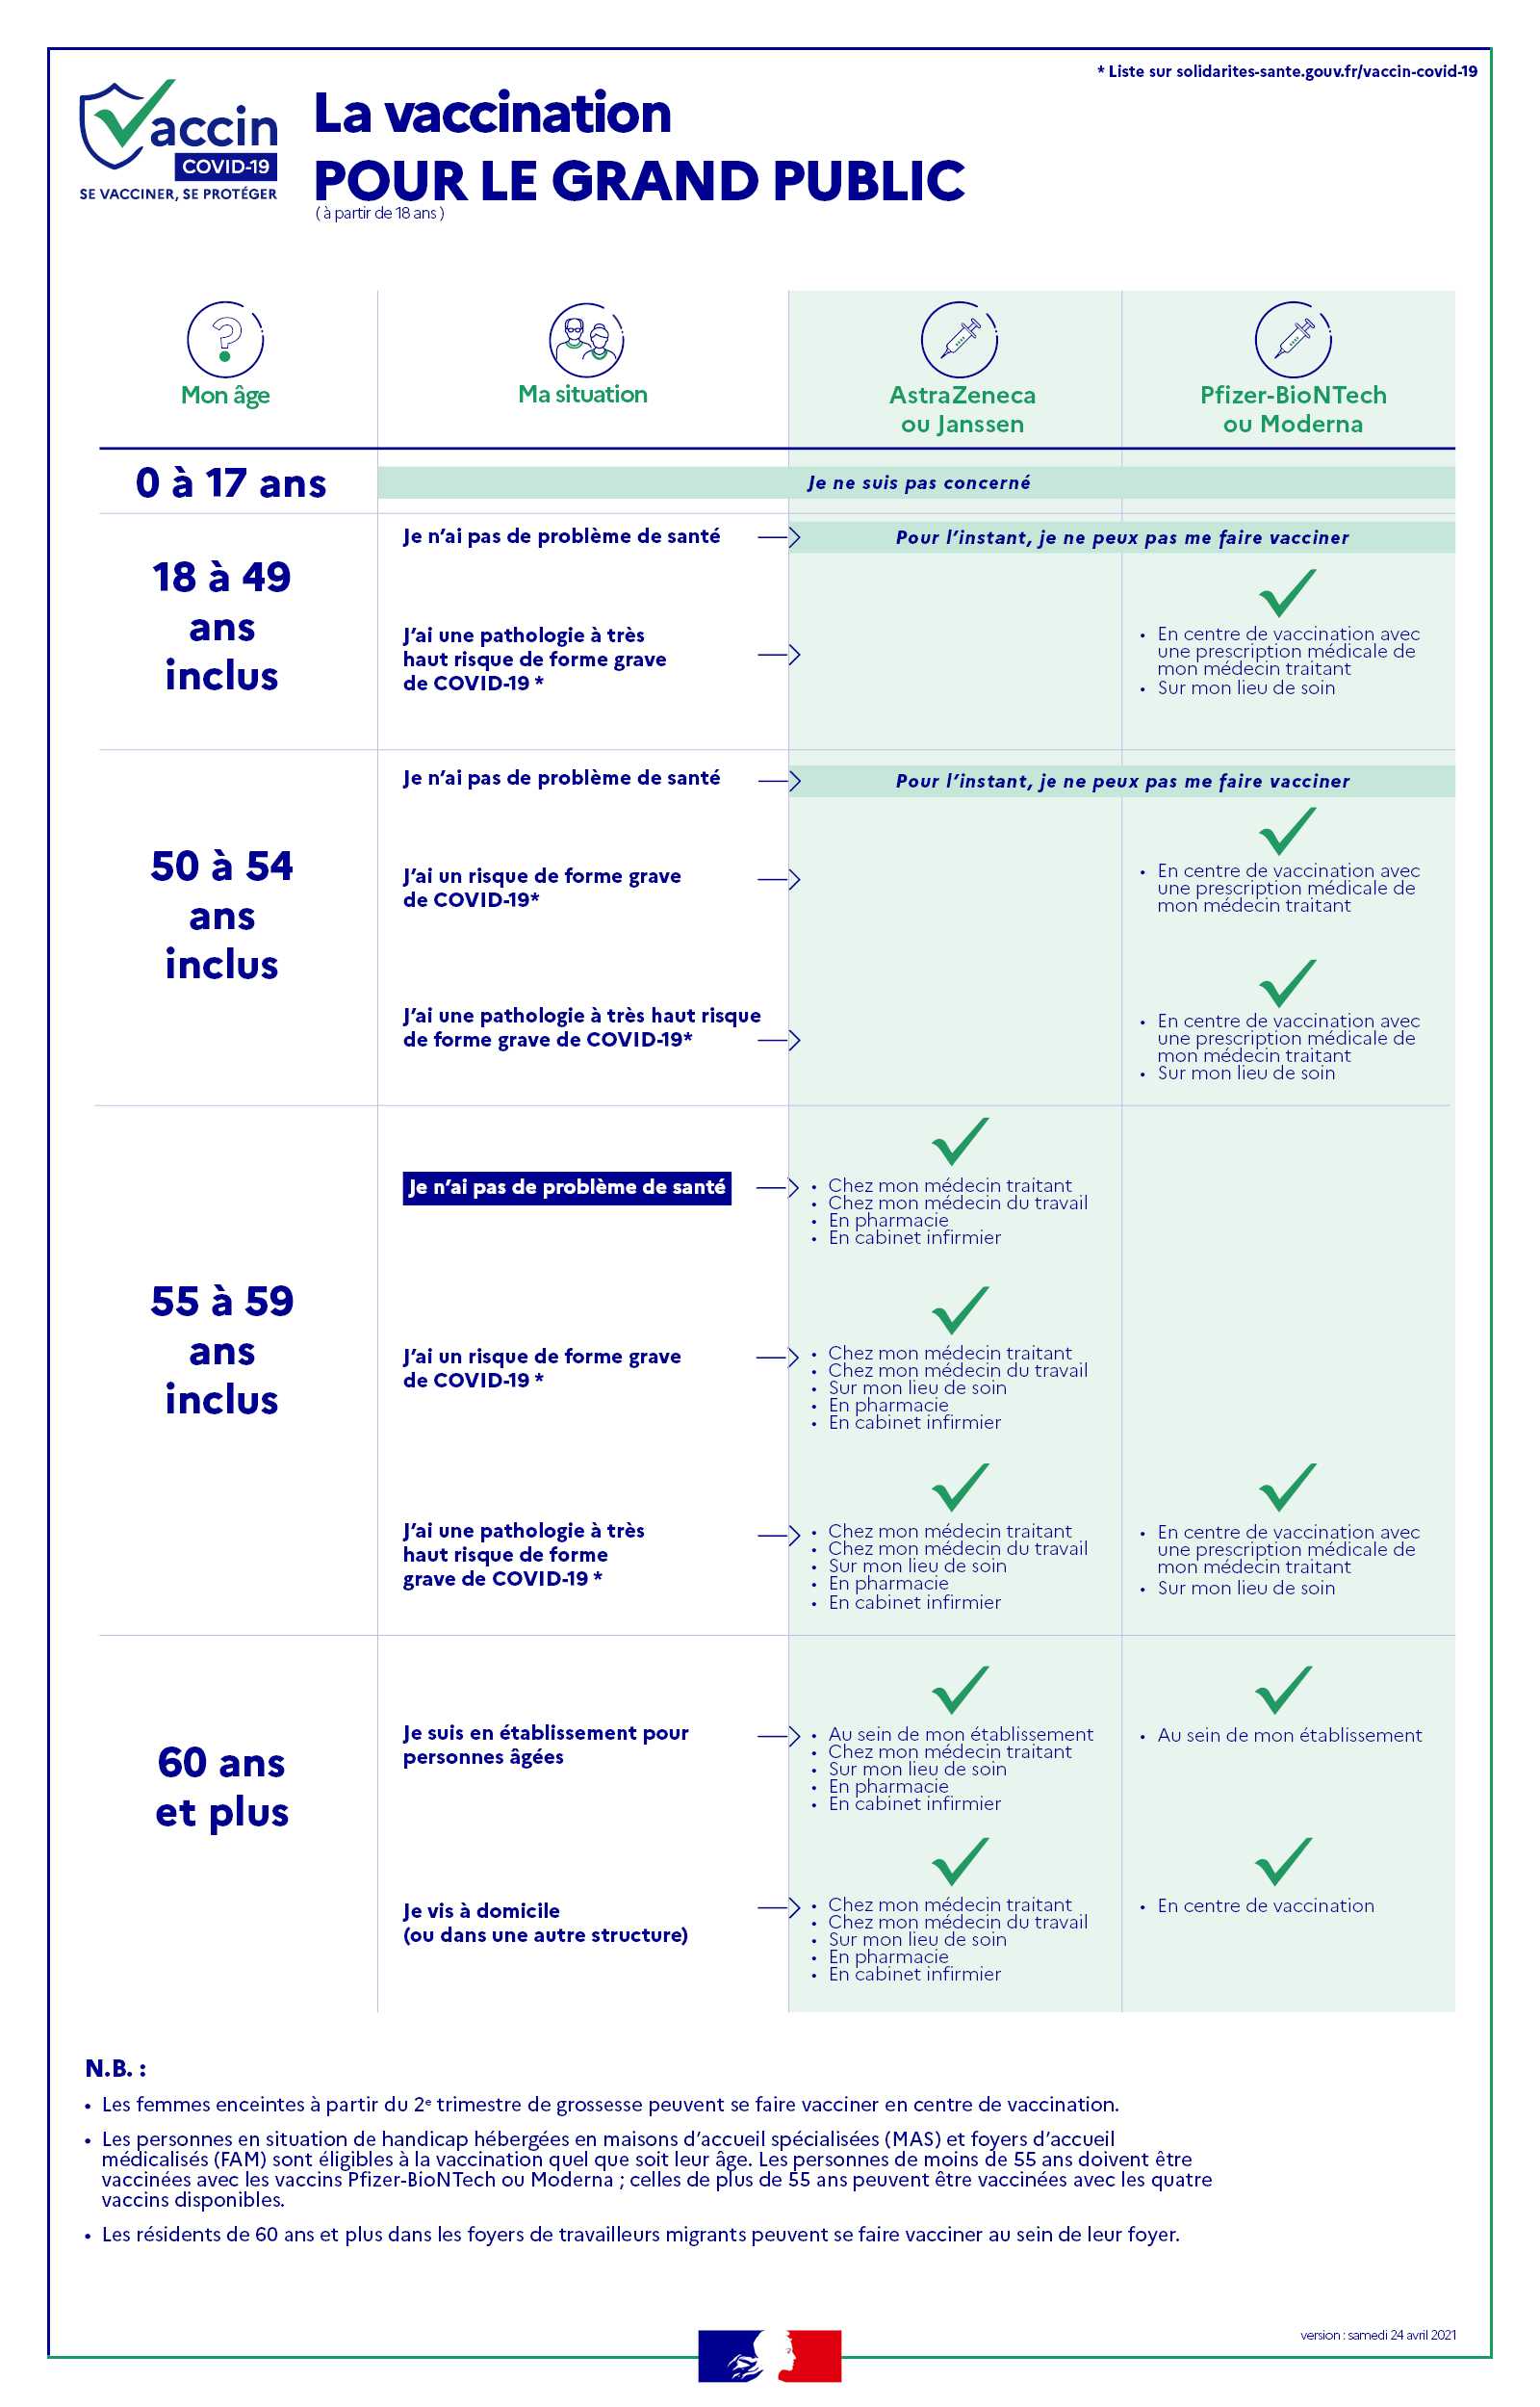 * Liste sur solidarites-sante.gouv.fr/vaccin-covid-19
Vaccin
COVID-19
SE VACCINER, SE PROTÉGER
La vaccination
POUR LE GRAND PUBLIC
( à partir de 18 ans )
Mon âge
Ma situation
AstraZeneca
ou Janssen
Pfizer-BioNTech
ou Moderna
0 à 17 ans
Je ne suis pas concerné
18 à 49
ans
inclus
Je n'ai pas de problème de santé
Pour l'instant, je ne peux pas me faire vacciner
J'ai une pathologie à très
haut risque de forme grave
de COVID-19 *
• En centre de vaccination avec
une prescription médicale de
mon médecin traitant
• Sur mon lieu de soin
50 à 54
ans
inclus
Je n'ai pas de problème de santé
Pour l'instant, je ne peux pas me faire vacciner
J'ai un risque de forme grave
de COVID-19*
• En centre de vaccination avec
une prescription médicale de
mon médecin traitant
J'ai une pathologie à très haut risque
de forme grave de COVID-19*
• En centre de vaccination avec
une prescription médicale de
mon médecin traitant
• Sur mon lieu de soin
55 à 59
ans
inclus
Je n'ai pas de problème de santé
• Chez mon médecin traitant
• Chez mon médecin du travail
• En pharmacie
• En cabinet infirmier
J'ai un risque de forme grave
de COVID-19 *
• Chez mon médecin traitant
• Chez mon médecin du travail
• Sur mon lieu de soin
• En pharmacie
• En cabinet infirmier
J'ai une pathologie à très
haut risque de forme
grave de COVID-19 *
• Chez mon médecin traitant
• Chez mon médecin du travail
• Sur mon lieu de soin
• En pharmacie
• En cabinet infirmier
• En centre de vaccination avec
une prescription médicale de
mon médecin traitant
• Sur mon lieu de soin
60 ans
et plus
Je suis en établissement pour
personnes âgées
• Au sein de mon établissement
• Chez mon médecin traitant
• Sur mon lieu de soin
• En pharmacie
• En cabinet infirmier
• Au sein de mon établissement
Je vis à domicile
(ou dans une autre structure)
• Chez mon médecin traitant
• Chez mon médecin du travail
• Sur mon lieu de soin
• En pharmacie
• En cabinet infirmier
• En centre de vaccination
N.B. :
• Les femmes enceintes à partir du 2e trimestre de grossesse peuvent se faire vacciner en centre de vaccination.
• Les personnes en situation de handicap hébergées en maisons d'accueil spécialisées (MAS) et foyers d'accueil
médicalisés (FAM) sont éligibles à la vaccination quel que soit leur âge. Les personnes de moins de 55 ans doivent être
vaccinées avec les vaccins Pfizer-BioNTech ou Moderna ; celles de plus de 55 ans peuvent être vaccinées avec les quatre
vaccins disponibles.
• Les résidents de 60 ans et plus dans les foyers de travailleurs migrants peuvent se faire vacciner au sein de leur foyer.
version : samedi 24 avril 2021